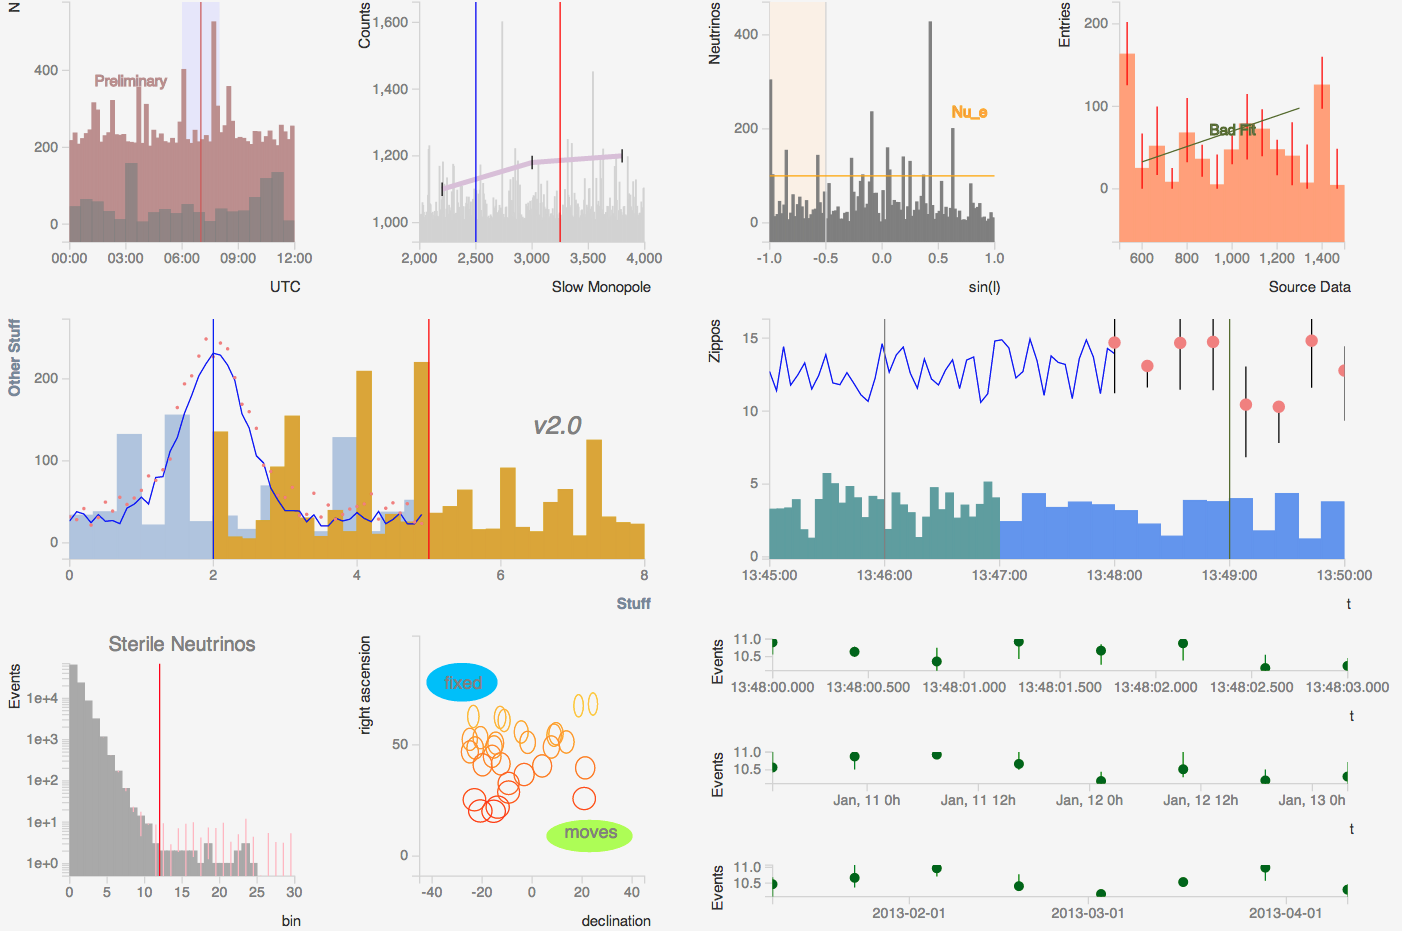 N
400
200
0
Preliminary
00:00 03:00 06:00 09:00 12:00
UTC
Counts
1,600
1,400
1,200
1,000
2,000 2,500 3,000 3,500 4,000
Slow Monopole
Neutrinos
400
200
0
Nu_e
-1.0 -0.5 0.0 0.5 1.0
sin(l)
Entries
200
100
0
Bad Fit
600 800 1,000 1,200 1,400
Source Data
Other Stuff
200
100
0
v2.0
0 2 4 6 8
Stuff
Zippos
15
10
5
0
13:45:00 13:46:00 13:47:00 13:48:00 13:49:00 13:50:00
t
Sterile Neutrinos
Events
1e+4
1e+3
1e+2
1e+1
1e+0
0 5 10 15 20 25 30
bin
right ascension
50
0
fixed
moves
-40 -20 0 20 40
declination
Events
11.0
10.5
13:48:00.000 13:48:00.500 13:48:01.000 13:48:01.500 13:48:02.000 13:48:02.500 13:48:03.000
t
Events
11.0
10.5
Jan, 11 0h Jan, 11 12h Jan, 12 0h Jan, 12 12h Jan, 13 0h
t
Events
11.0
10.5
2013-02-01 2013-03-01 2013-04-01